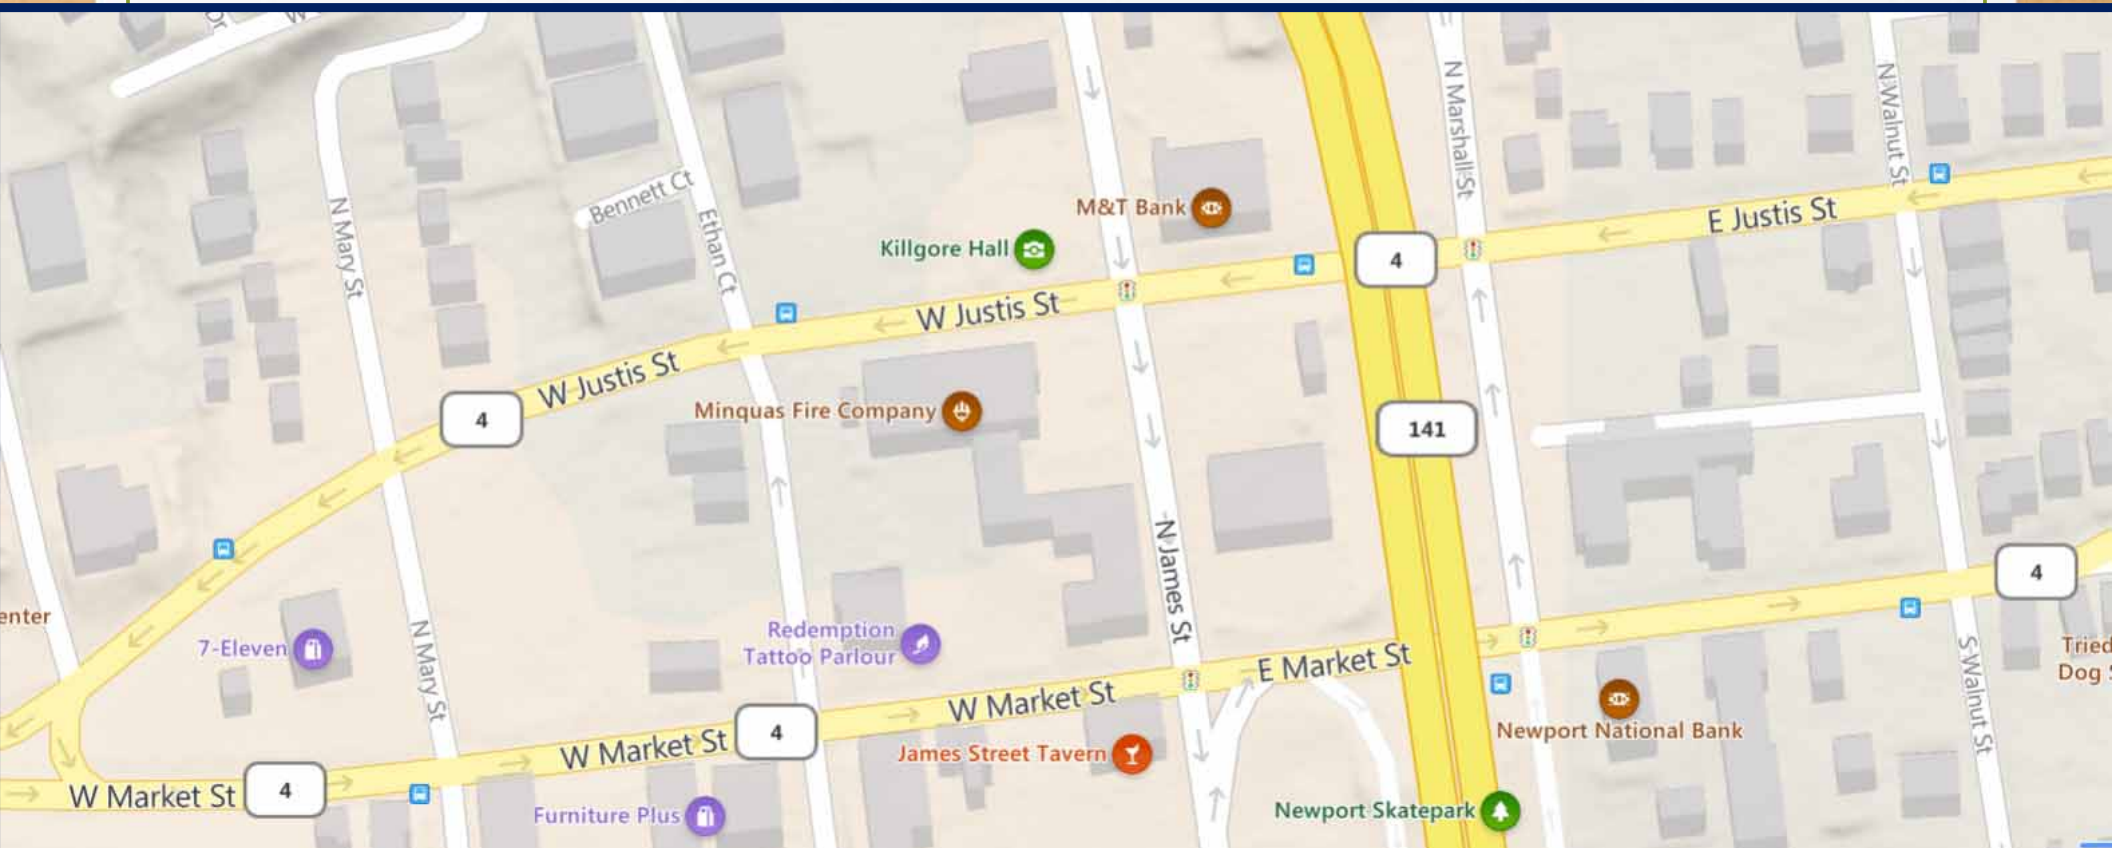 Dr
W
N Marshall St
N Walnut St
M&T Bank
Bennett Ct
N Mary St
Ethan Ct
E Justis St
Killgore Hall
4
W Justis St
W Justis St
4
Minquas Fire Company
141
N James St
4
enter
7-Eleven
N Mary St
Redemption
Tattoo Parlour
E Market St
Tried
Dog
S Walnut St
W Market St
4
W Market St
James Street Tavern
Newport National Bank
W Market St
4
Furniture Plus
Newport Skatepark